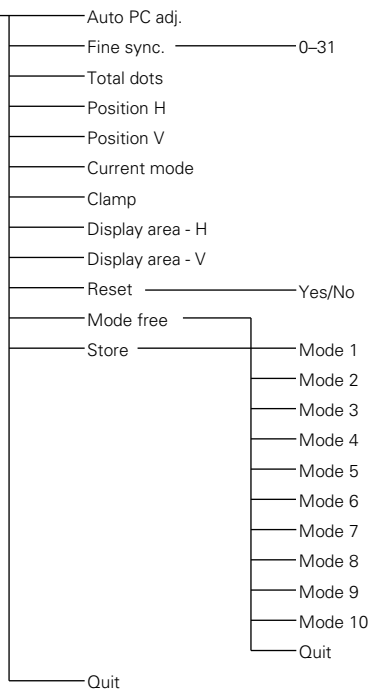 Auto PC adj.
Fine sync. 0–31
Total dots
Position H
Position V
Current mode
Clamp
Display area - H
Display area - V
Reset Yes/No
Mode free
Store Mode 1
Mode 2
Mode 3
Mode 4
Mode 5
Mode 6
Mode 7
Mode 8
Mode 9
Mode 10
Quit
Quit